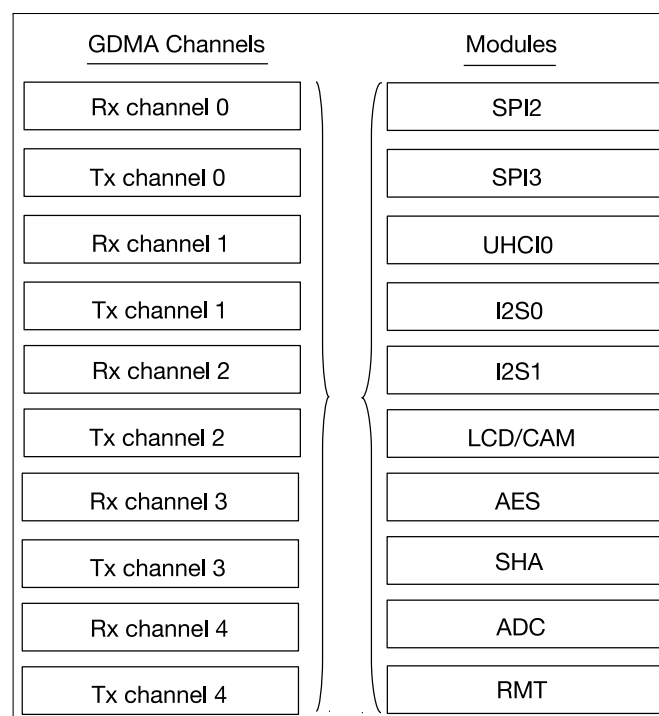 GDMA Channels
Modules
Rx channel 0
SPI2
Tx channel 0
SPI3
Rx channel 1
UHCI0
Tx channel 1
I2S0
Rx channel 2
I2S1
Tx channel 2
LCD/CAM
Rx channel 3
AES
Tx channel 3
SHA
Rx channel 4
ADC
Tx channel 4
RMT